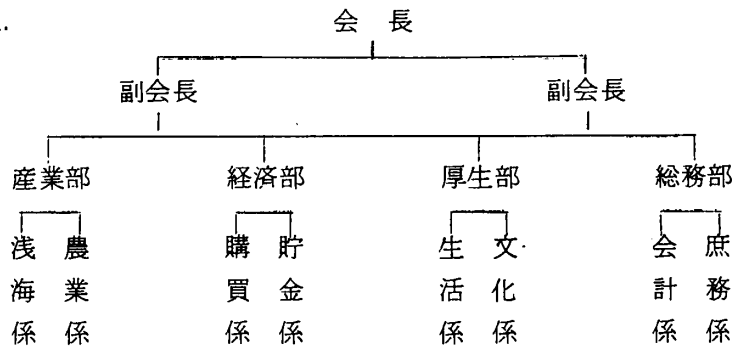 会長
副会長 副会長
産業部 経済部 厚生部 総務部
浅海係 農業係 購買係 貯金係 生活係 文化係 会計係 庶務係